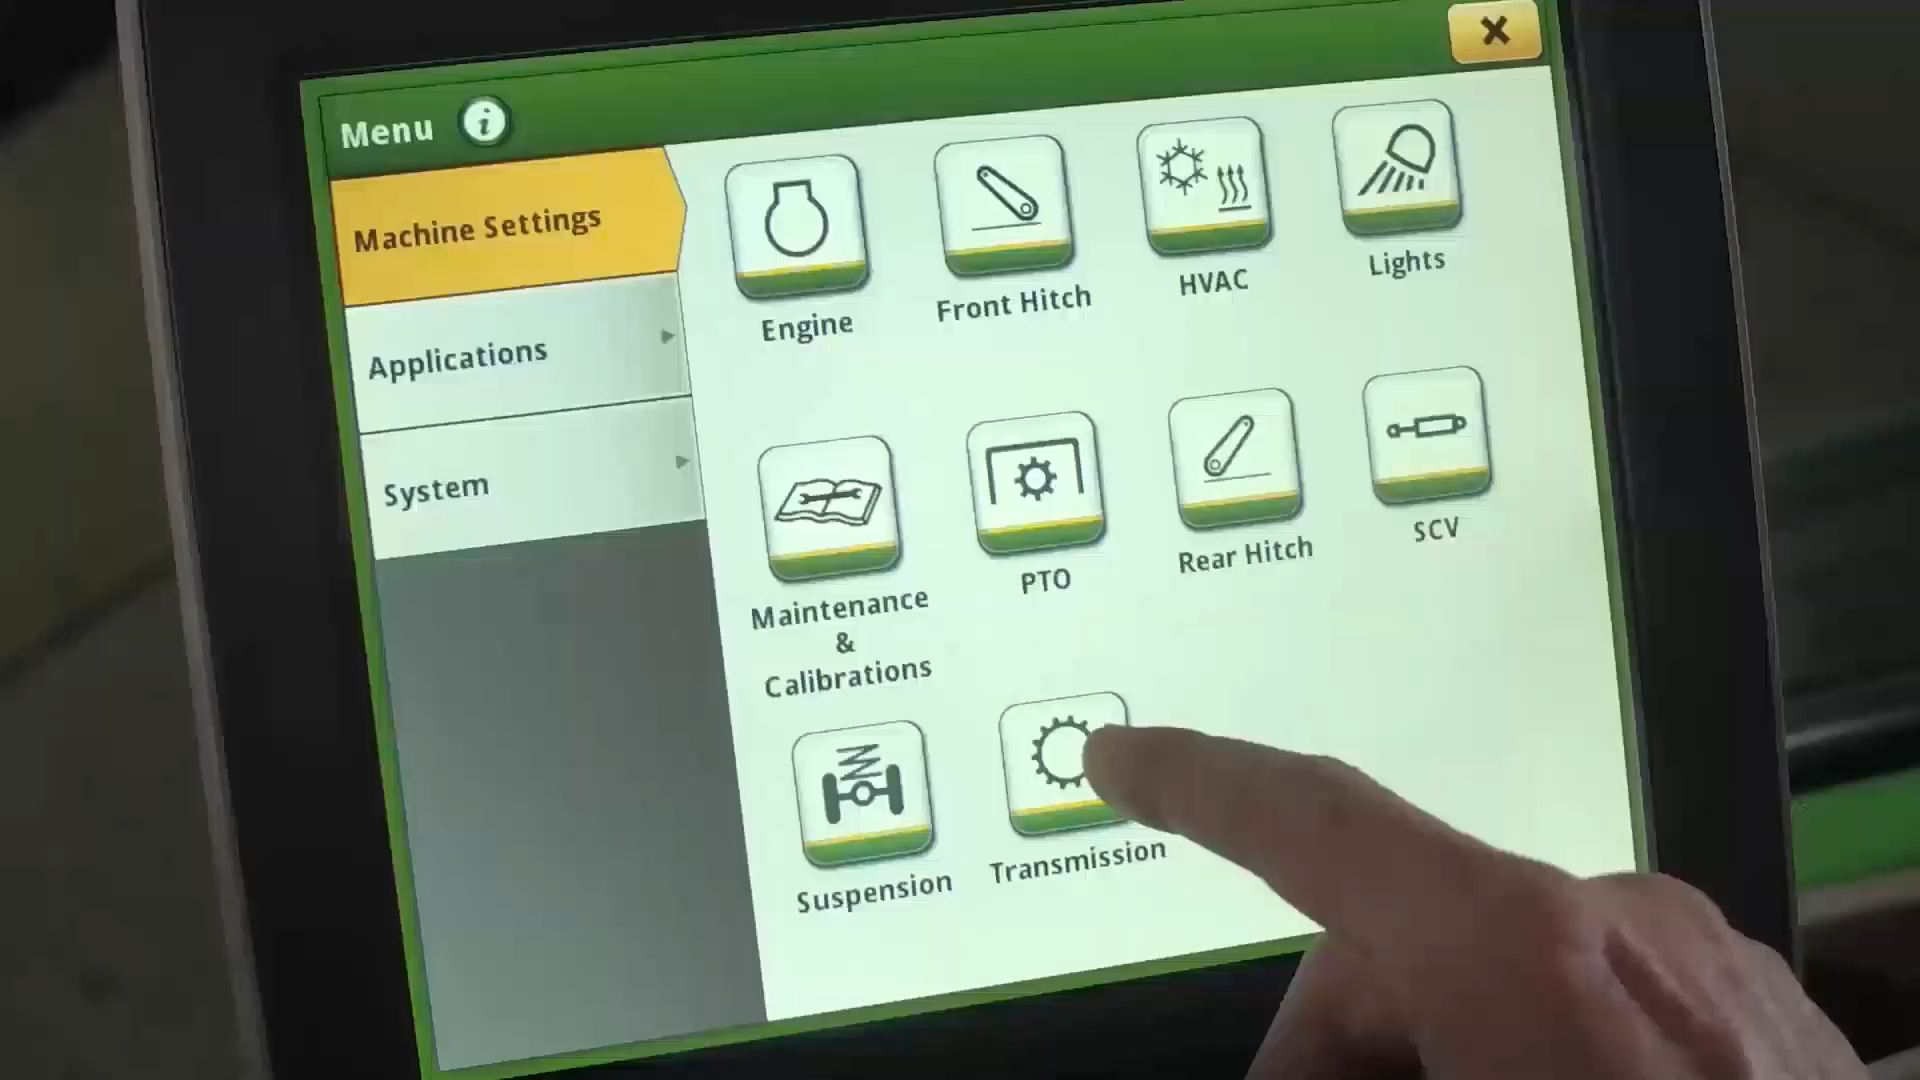 Menu
Machine Settings
Applications
System
Engine
Front Hitch
HVAC
Lights
Maintenance
&
Calibrations
PTO
Rear Hitch
SCV
Suspension
Transmission